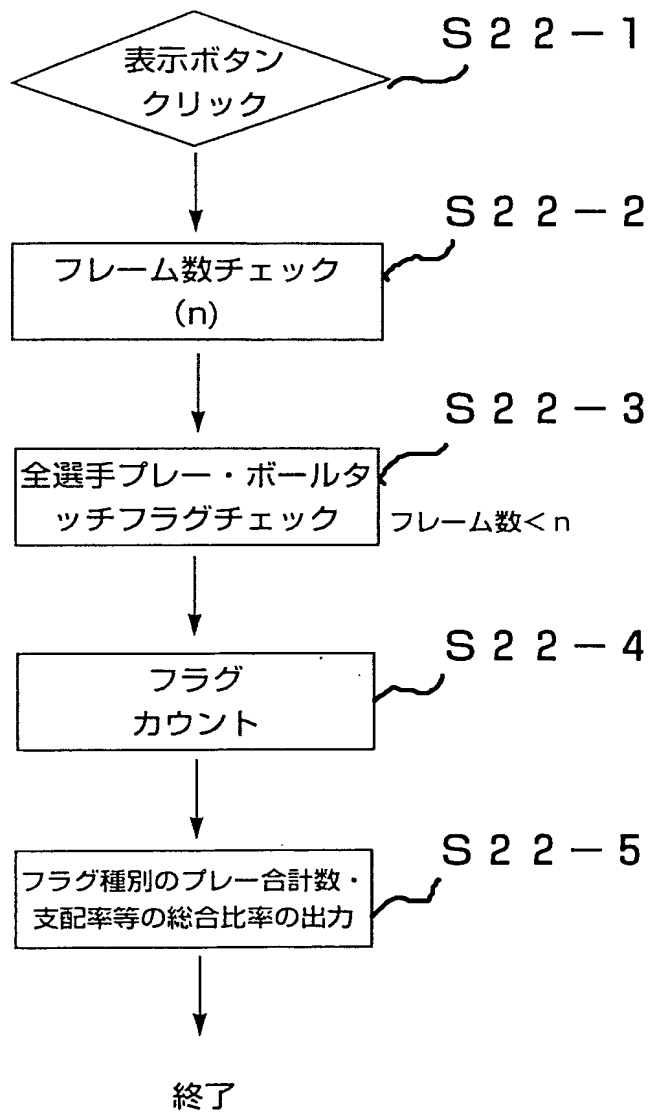 S22-1
表示ボタン
クリック
S22-2
フレーム数チェック
(n)
S22-3
全選手プレー・ボールタ
ッチフラグチェック
フレーム数<n
S22-4
フラグ
カウント
S22-5
フラグ種別のプレー合計数・
支配率等の総合比率の出力
終了